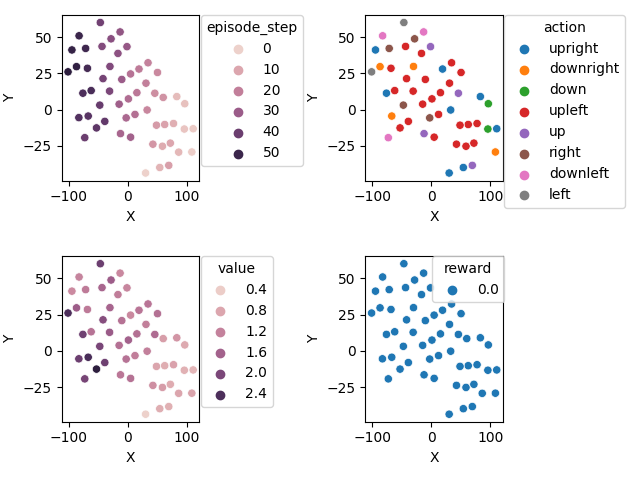 episode_step
0
10
20
30
40
50
50
25
0
−25
Y
−100
0
100
X
action
upright
downright
down
upleft
up
right
downleft
left
50
25
0
−25
Y
−100
0
100
X
value
0.4
0.8
1.2
1.6
2.0
2.4
50
25
0
−25
Y
−100
0
100
X
reward
0.0
50
25
0
−25
Y
−100
0
100
X